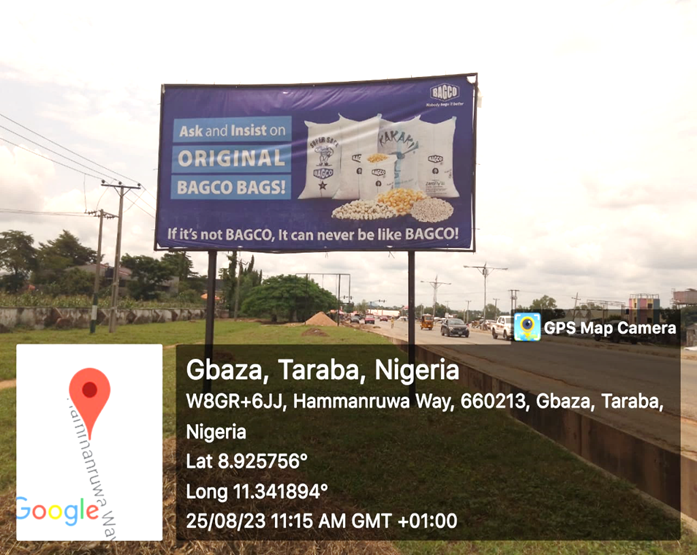 BAGCO
Ask and Insist on
ORIGINAL
BAGCO BAGS!
KAKAKI
BAGCO
If it's not BAGCO, It can never be like BAGCO!
GPS Map Camera
Gbaza, Taraba, Nigeria
W8GR+6JJ, Hammanruwa Way, 660213, Gbaza, Taraba,
Nigeria
Lat 8.925756°
Long 11.341894°
25/08/23 11:15 AM GMT +01:00
Hammanruwa Way
Google